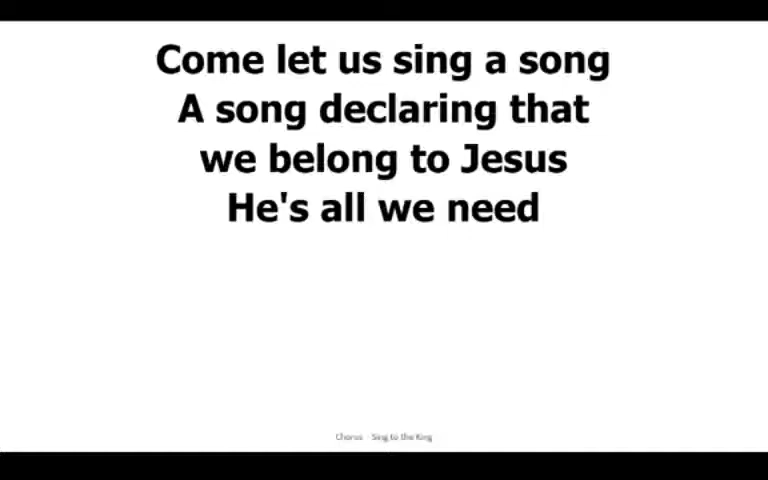 Come let us sing a song
A song declaring that
we belong to Jesus
He's all we need
Chorus - Sing to the King